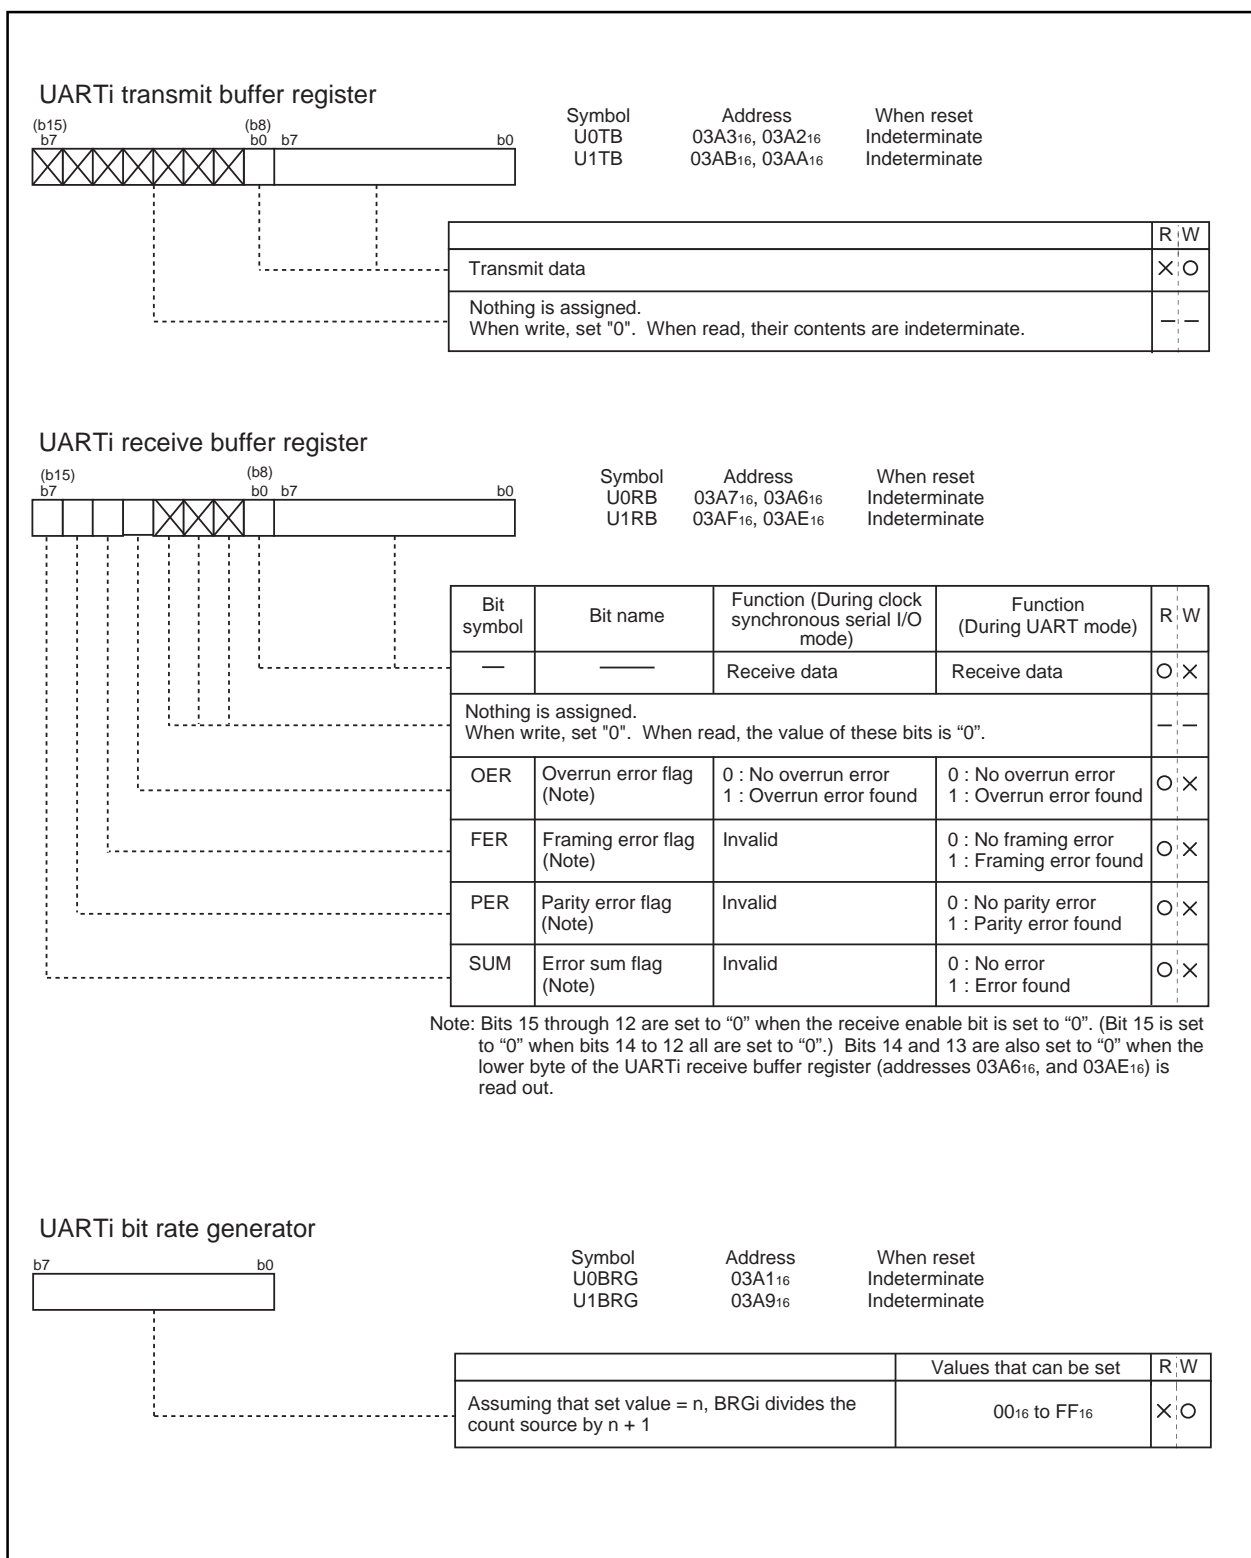 UARTi transmit buffer register
Symbol Address When reset
(b15) (b8)
b7 b0 b7 b0
U0TB 03A316, 03A216 Indeterminate
U1TB 03AB16, 03AA16 Indeterminate
R W
Transmit data × ○
Nothing is assigned.
When write, set "0". When read, their contents are indeterminate. — —
UARTi receive buffer register
(b15) (b8)
b7 b0 b7 b0
Symbol Address When reset
U0RB 03A716, 03A616 Indeterminate
U1RB 03AF16, 03AE16 Indeterminate
Bit symbol Bit name Function (During clock synchronous serial I/O mode) Function (During UART mode) R W
— — Receive data Receive data ○ ×
Nothing is assigned.
When write, set "0". When read, the value of these bits is “0”. — —
OER Overrun error flag (Note) 0 : No overrun error 1 : Overrun error found 0 : No overrun error 1 : Overrun error found ○ ×
FER Framing error flag (Note) Invalid 0 : No framing error 1 : Framing error found ○ ×
PER Parity error flag (Note) Invalid 0 : No parity error 1 : Parity error found ○ ×
SUM Error sum flag (Note) Invalid 0 : No error 1 : Error found ○ ×
Note: Bits 15 through 12 are set to “0” when the receive enable bit is set to “0”. (Bit 15 is set
to “0” when bits 14 to 12 all are set to “0”.) Bits 14 and 13 are also set to “0” when the
lower byte of the UARTi receive buffer register (addresses 03A616, and 03AE16) is
read out.
UARTi bit rate generator
b7 b0
Symbol Address When reset
U0BRG 03A116 Indeterminate
U1BRG 03A916 Indeterminate
Values that can be set R W
Assuming that set value = n, BRGi divides the
count source by n + 1
0016 to FF16 × ○